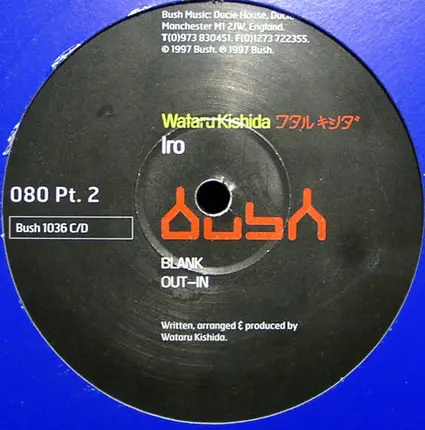 Bush Music: Ducie House, Ducie
Manchester M1 2JW, England.
T(0)973 830451. F(0)1273 722355.
© 1997 Bush. ℗ 1997 Bush.
Wataru Kishida ワタル キシダ
Iro
080 Pt. 2
Bush 1036 C/D
bush
BLANK
OUT–IN
Written, arranged & produced by
Wataru Kishida.